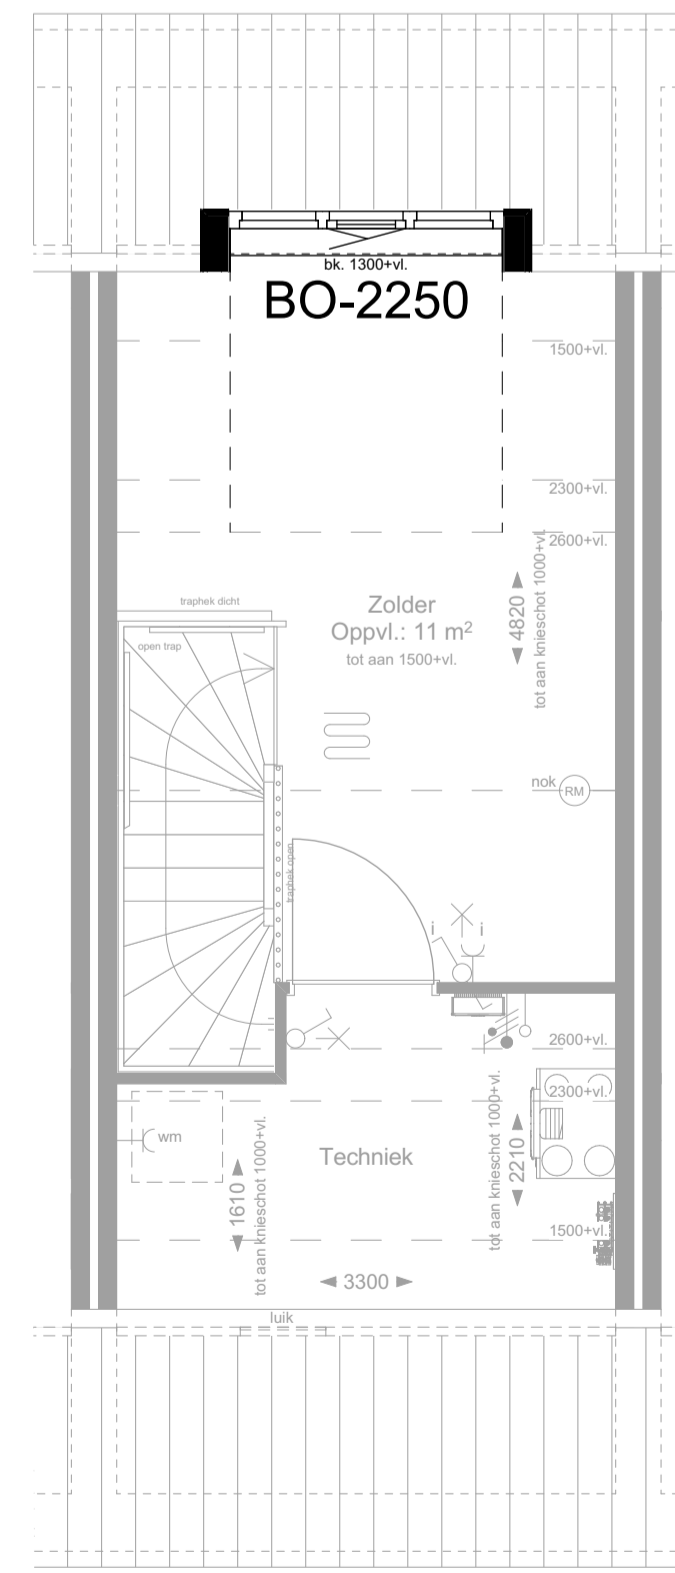 bk. 1300+vl.
BO-2250
1500+vl.
2300+vl.
2600+vl.
4820
tot aan knieschot 1000+vl.
traphek dicht
open trap
Zolder
Oppvl.: 11 m²
tot aan 1500+vl.
nok
RM
traphek open
i
i
2600+vl.
2300+vl.
wm
Techniek
1610
tot aan knieschot 1000+vl.
tot aan knieschot 1000+vl.
2210
1500+vl.
3300
luik